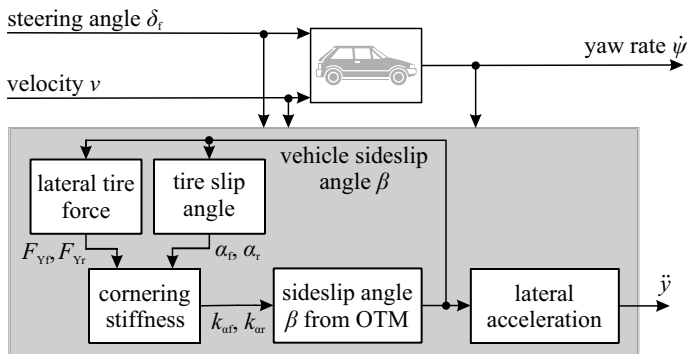 steering angle δf
yaw rate ψ̇
velocity v
vehicle sideslip
angle β
lateral tire
force
tire slip
angle
FYf, FYr
αf, αr
cornering
stiffness
kαf, kαr
sideslip angle
β from OTM
lateral
acceleration
ÿ